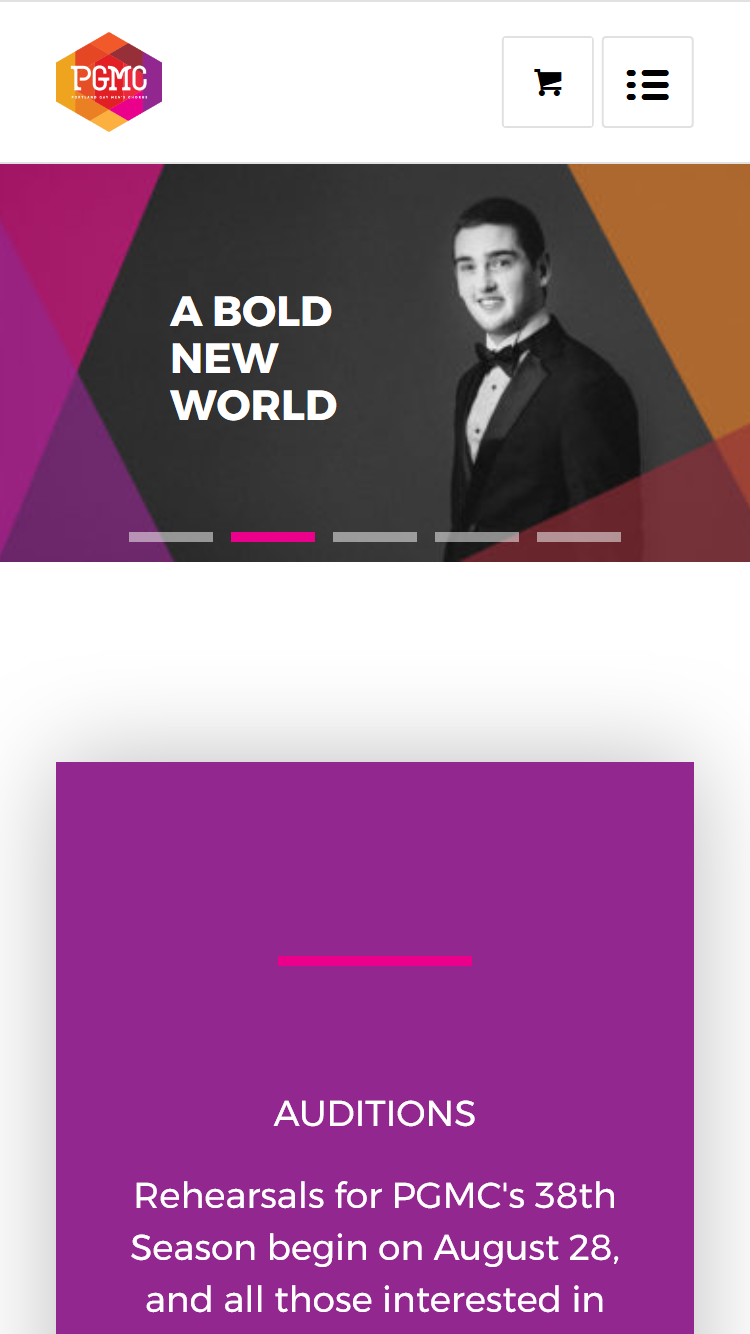 PGMC
PORTLAND GAY MEN'S CHORUS
A BOLD
NEW
WORLD
AUDITIONS
Rehearsals for PGMC's 38th
Season begin on August 28,
and all those interested in